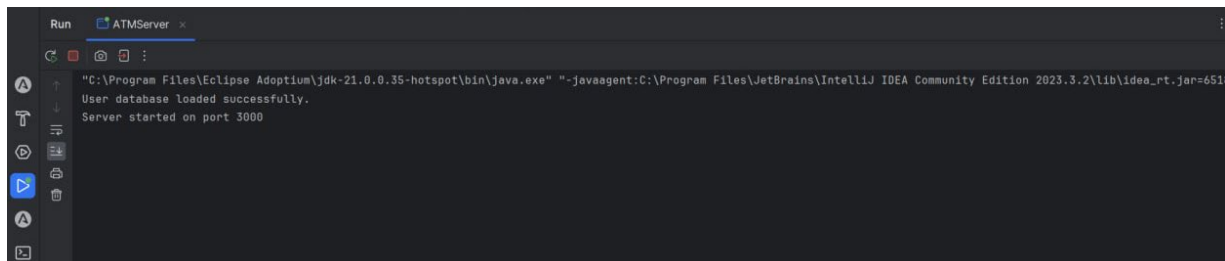 Run ATMServer
"C:\Program Files\Eclipse Adoptium\jdk-21.0.0.35-hotspot\bin\java.exe" "-javaagent:C:\Program Files\JetBrains\IntelliJ IDEA Community Edition 2023.3.2\lib\idea_rt.jar=651
User database loaded successfully.
Server started on port 3000